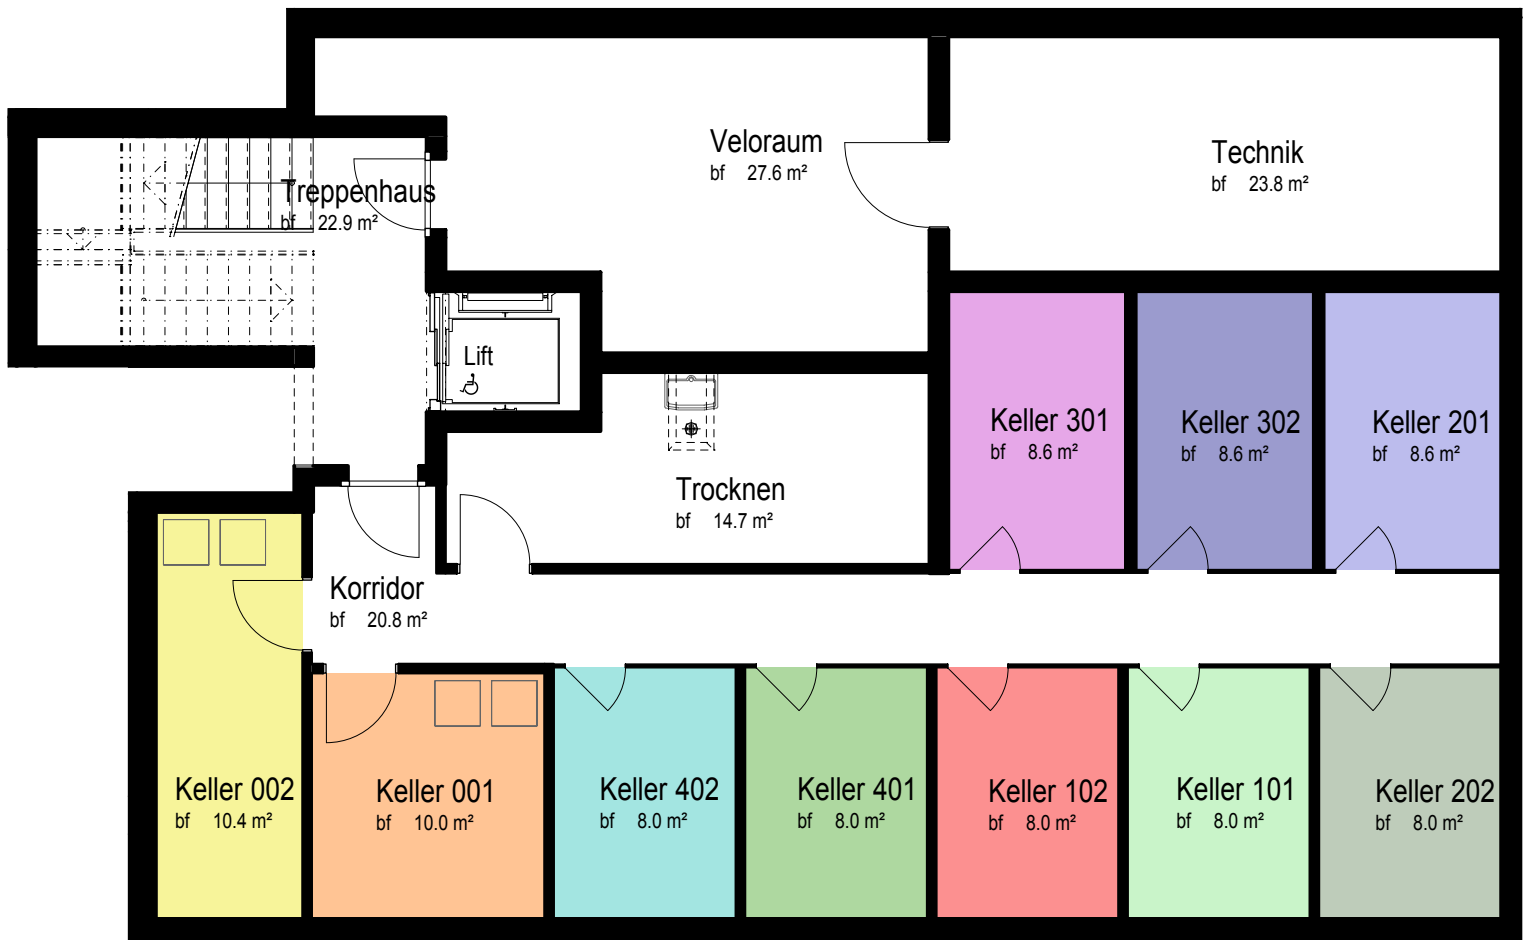 Veloraum
bf 27.6 m²
Technik
bf 23.8 m²
Treppenhaus
bf 22.9 m²
Lift
Keller 301
bf 8.6 m²
Keller 302
bf 8.6 m²
Keller 201
bf 8.6 m²
Trocknen
bf 14.7 m²
Korridor
bf 20.8 m²
Keller 002
bf 10.4 m²
Keller 001
bf 10.0 m²
Keller 402
bf 8.0 m²
Keller 401
bf 8.0 m²
Keller 102
bf 8.0 m²
Keller 101
bf 8.0 m²
Keller 202
bf 8.0 m²